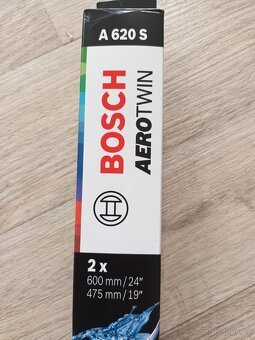 A 620 S
BOSCH
AEROTWIN
2 x
600 mm / 24"
475 mm / 19"